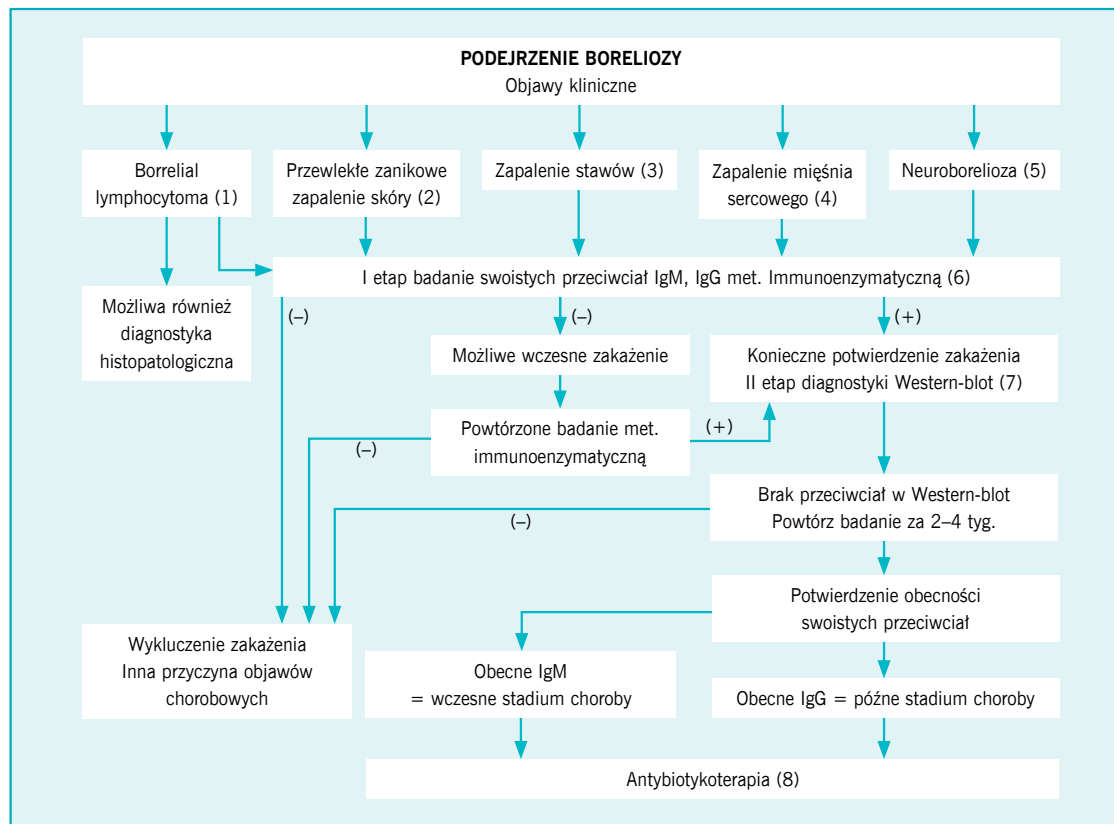 PODEJRZENIE BORELIOZY
Objawy kliniczne
Borrelial
lymphocytoma (1)
Przewlekłe zanikowe
zapalenie skóry (2)
Zapalenie stawów (3)
Zapalenie mięśnia
sercowego (4)
Neuroborelioza (5)
I etap badanie swoistych przeciwciał IgM, IgG met. Immunoenzymatyczną (6)
Możliwa również
diagnostyka
histopatologiczna
(–)
(–)
(+)
Możliwe wczesne zakażenie
Konieczne potwierdzenie zakażenia
II etap diagnostyki Western-blot (7)
Powtórzone badanie met.
immunoenzymatyczną
(+)
(–)
Brak przeciwciał w Western-blot
Powtórz badanie za 2–4 tyg.
(–)
Potwierdzenie obecności
swoistych przeciwciał
Wykluczenie zakażenia
Inna przyczyna objawów
chorobowych
Obecne IgM
= wczesne stadium choroby
Obecne IgG = późne stadium choroby
Antybiotykoterapia (8)